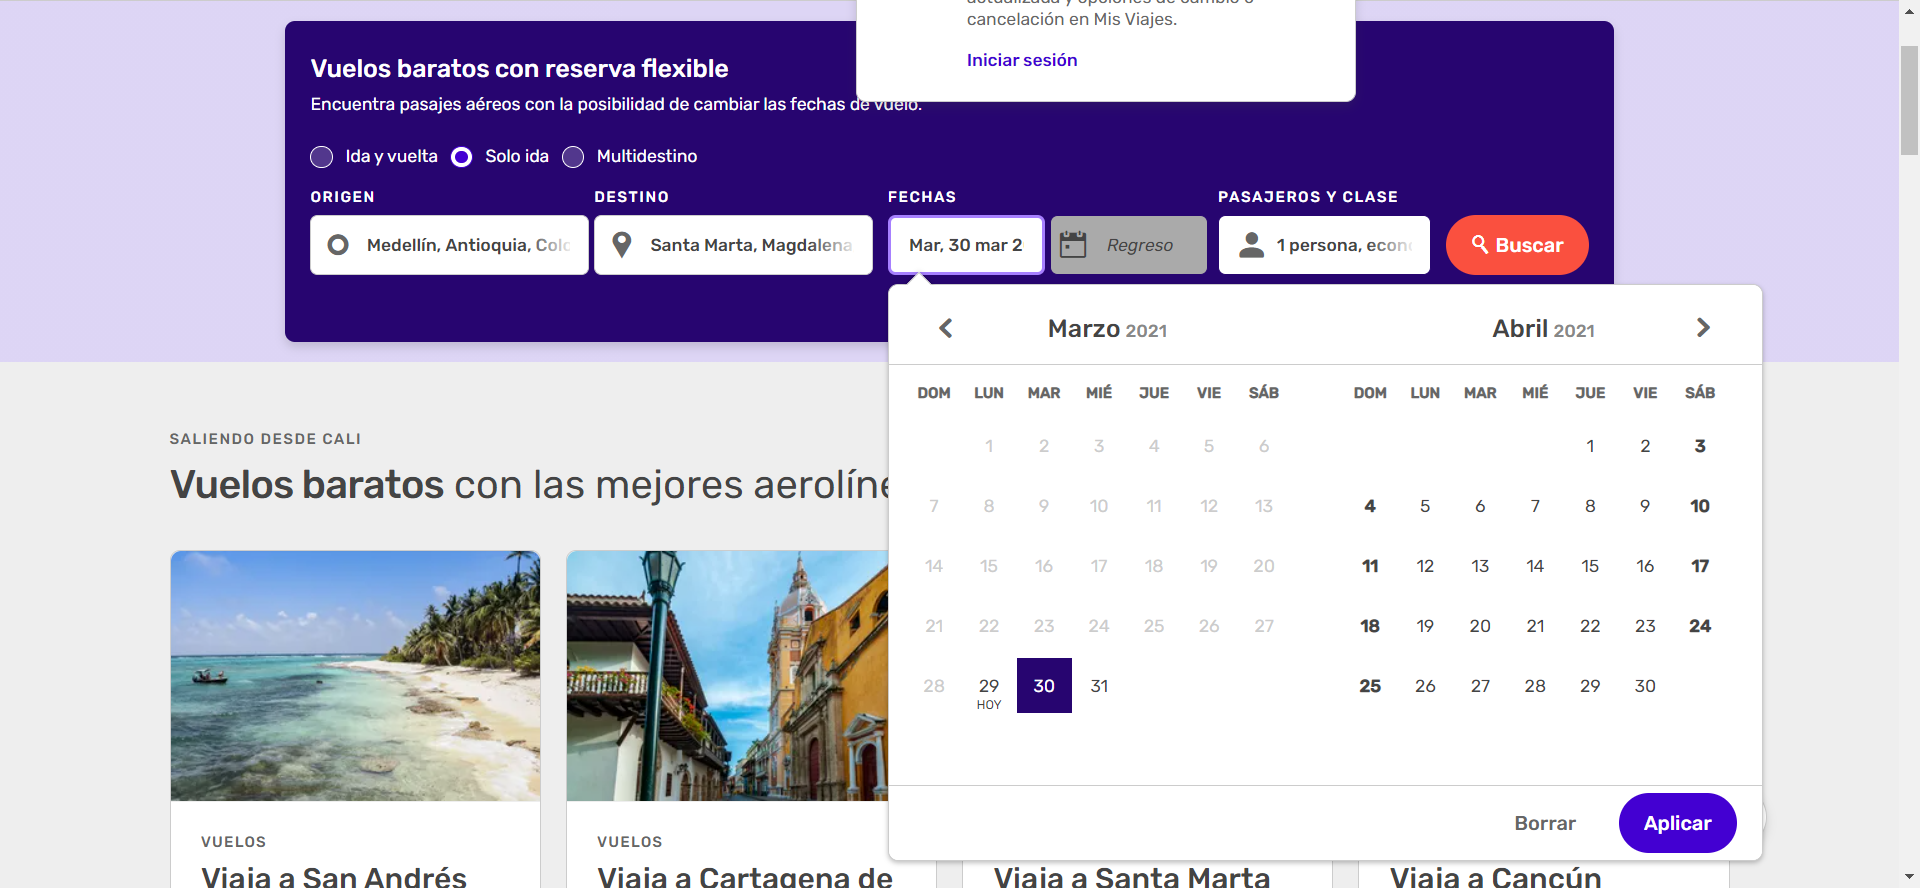 cancelación en Mis Viajes.
Iniciar sesión
Vuelos baratos con reserva flexible
Encuentra pasajes aéreos con la posibilidad de cambiar las fechas de vuelo.
Ida y vuelta Solo ida Multidestino
ORIGEN DESTINO FECHAS PASAJEROS Y CLASE
Medellín, Antioquia, Colo Santa Marta, Magdalena Mar, 30 mar 2 Regreso 1 persona, econ Buscar
Marzo 2021
DOM LUN MAR MIÉ JUE VIE SÁB
1 2 3 4 5 6
7 8 9 10 11 12 13
14 15 16 17 18 19 20
21 22 23 24 25 26 27
28 29 30 31
HOY
Abril 2021
DOM LUN MAR MIÉ JUE VIE SÁB
1 2 3
4 5 6 7 8 9 10
11 12 13 14 15 16 17
18 19 20 21 22 23 24
25 26 27 28 29 30
Borrar Aplicar
SALIENDO DESDE CALI
Vuelos baratos con las mejores aerolíne
VUELOS
Viaja a San Andrés
VUELOS
Viaja a Cartagena de
Viaja a Santa Marta
Viaja a Cancún